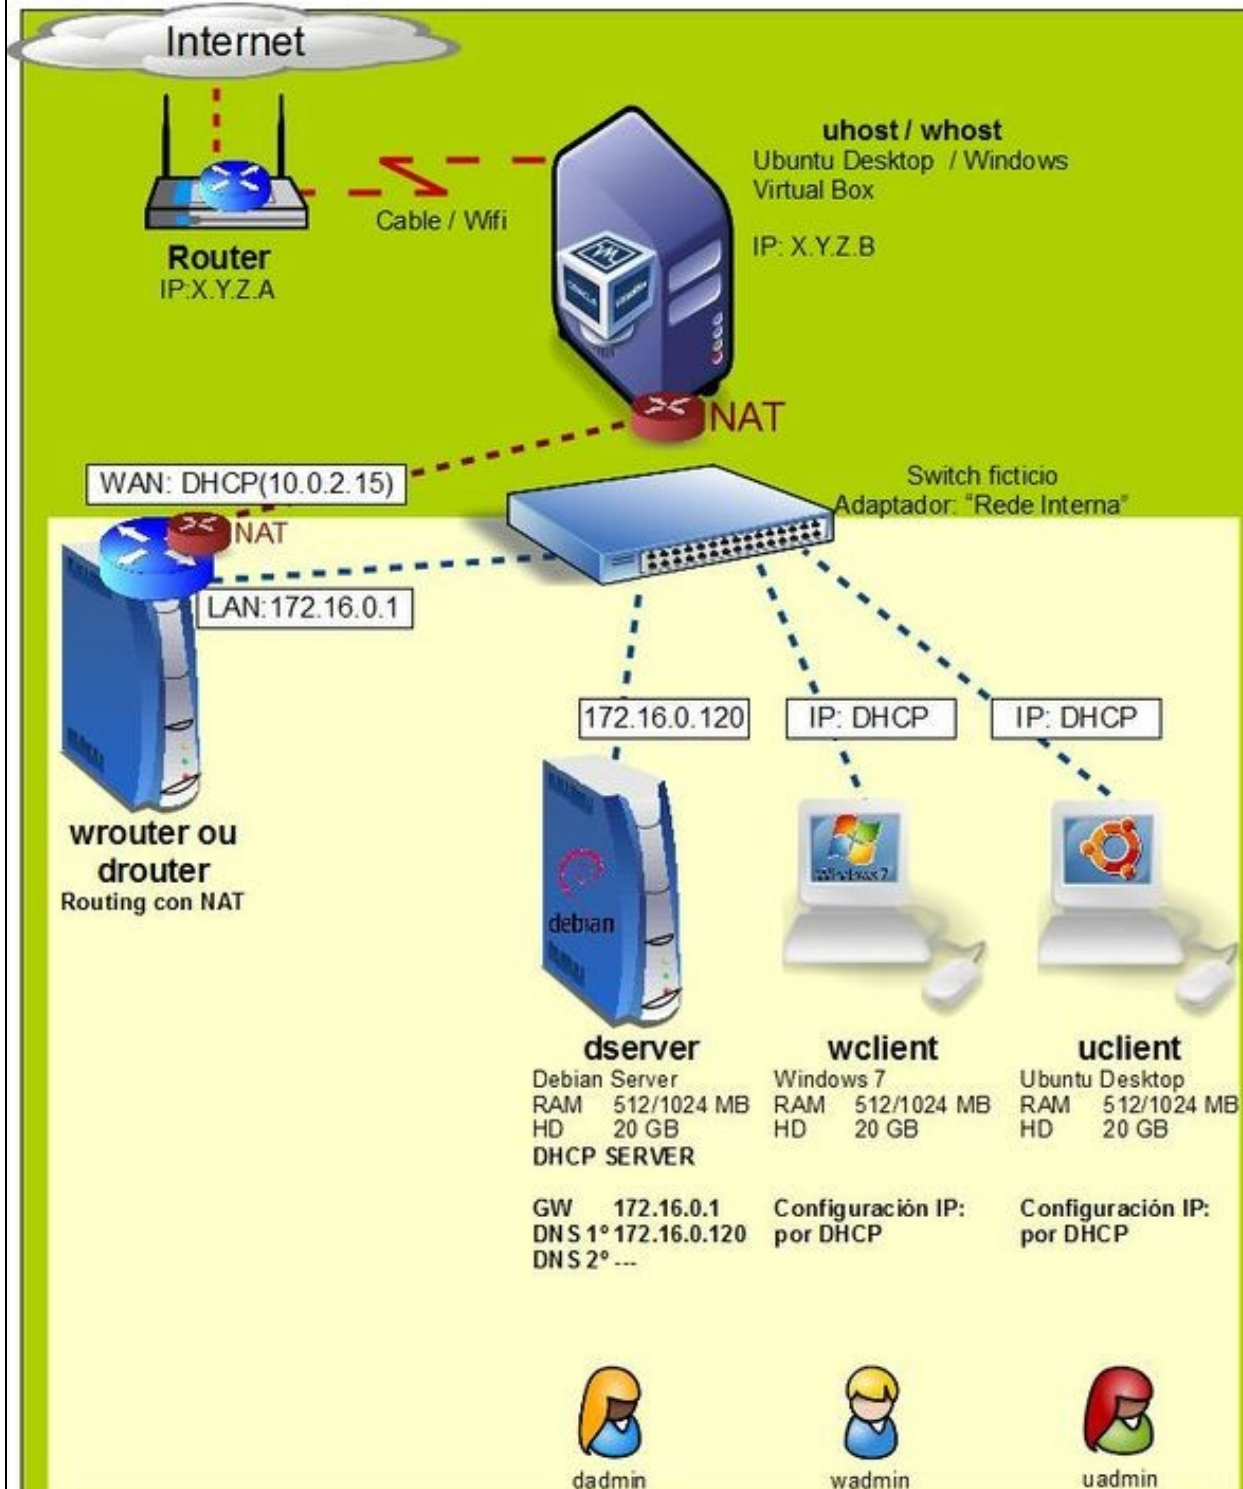 Internet
uhost / whost
Ubuntu Desktop / Windows
Virtual Box
IP: X.Y.Z.B
Cable / Wifi
Router
IP:X.Y.Z.A
NAT
WAN: DHCP(10.0.2.15)
Switch ficticio
Adaptador: "Rede Interna"
NAT
LAN:172.16.0.1
172.16.0.120
IP: DHCP
IP: DHCP
wrouter ou
drouter
Routing con NAT
debian
Windows 7
dserver
Debian Server
RAM 512/1024 MB
HD 20 GB
DHCP SERVER
GW 172.16.0.1
DNS 1º 172.16.0.120
DNS 2º ---
wclient
Windows 7
RAM 512/1024 MB
HD 20 GB
Configuración IP:
por DHCP
uclient
Ubuntu Desktop
RAM 512/1024 MB
HD 20 GB
Configuración IP:
por DHCP
dadmin
wadmin
uadmin